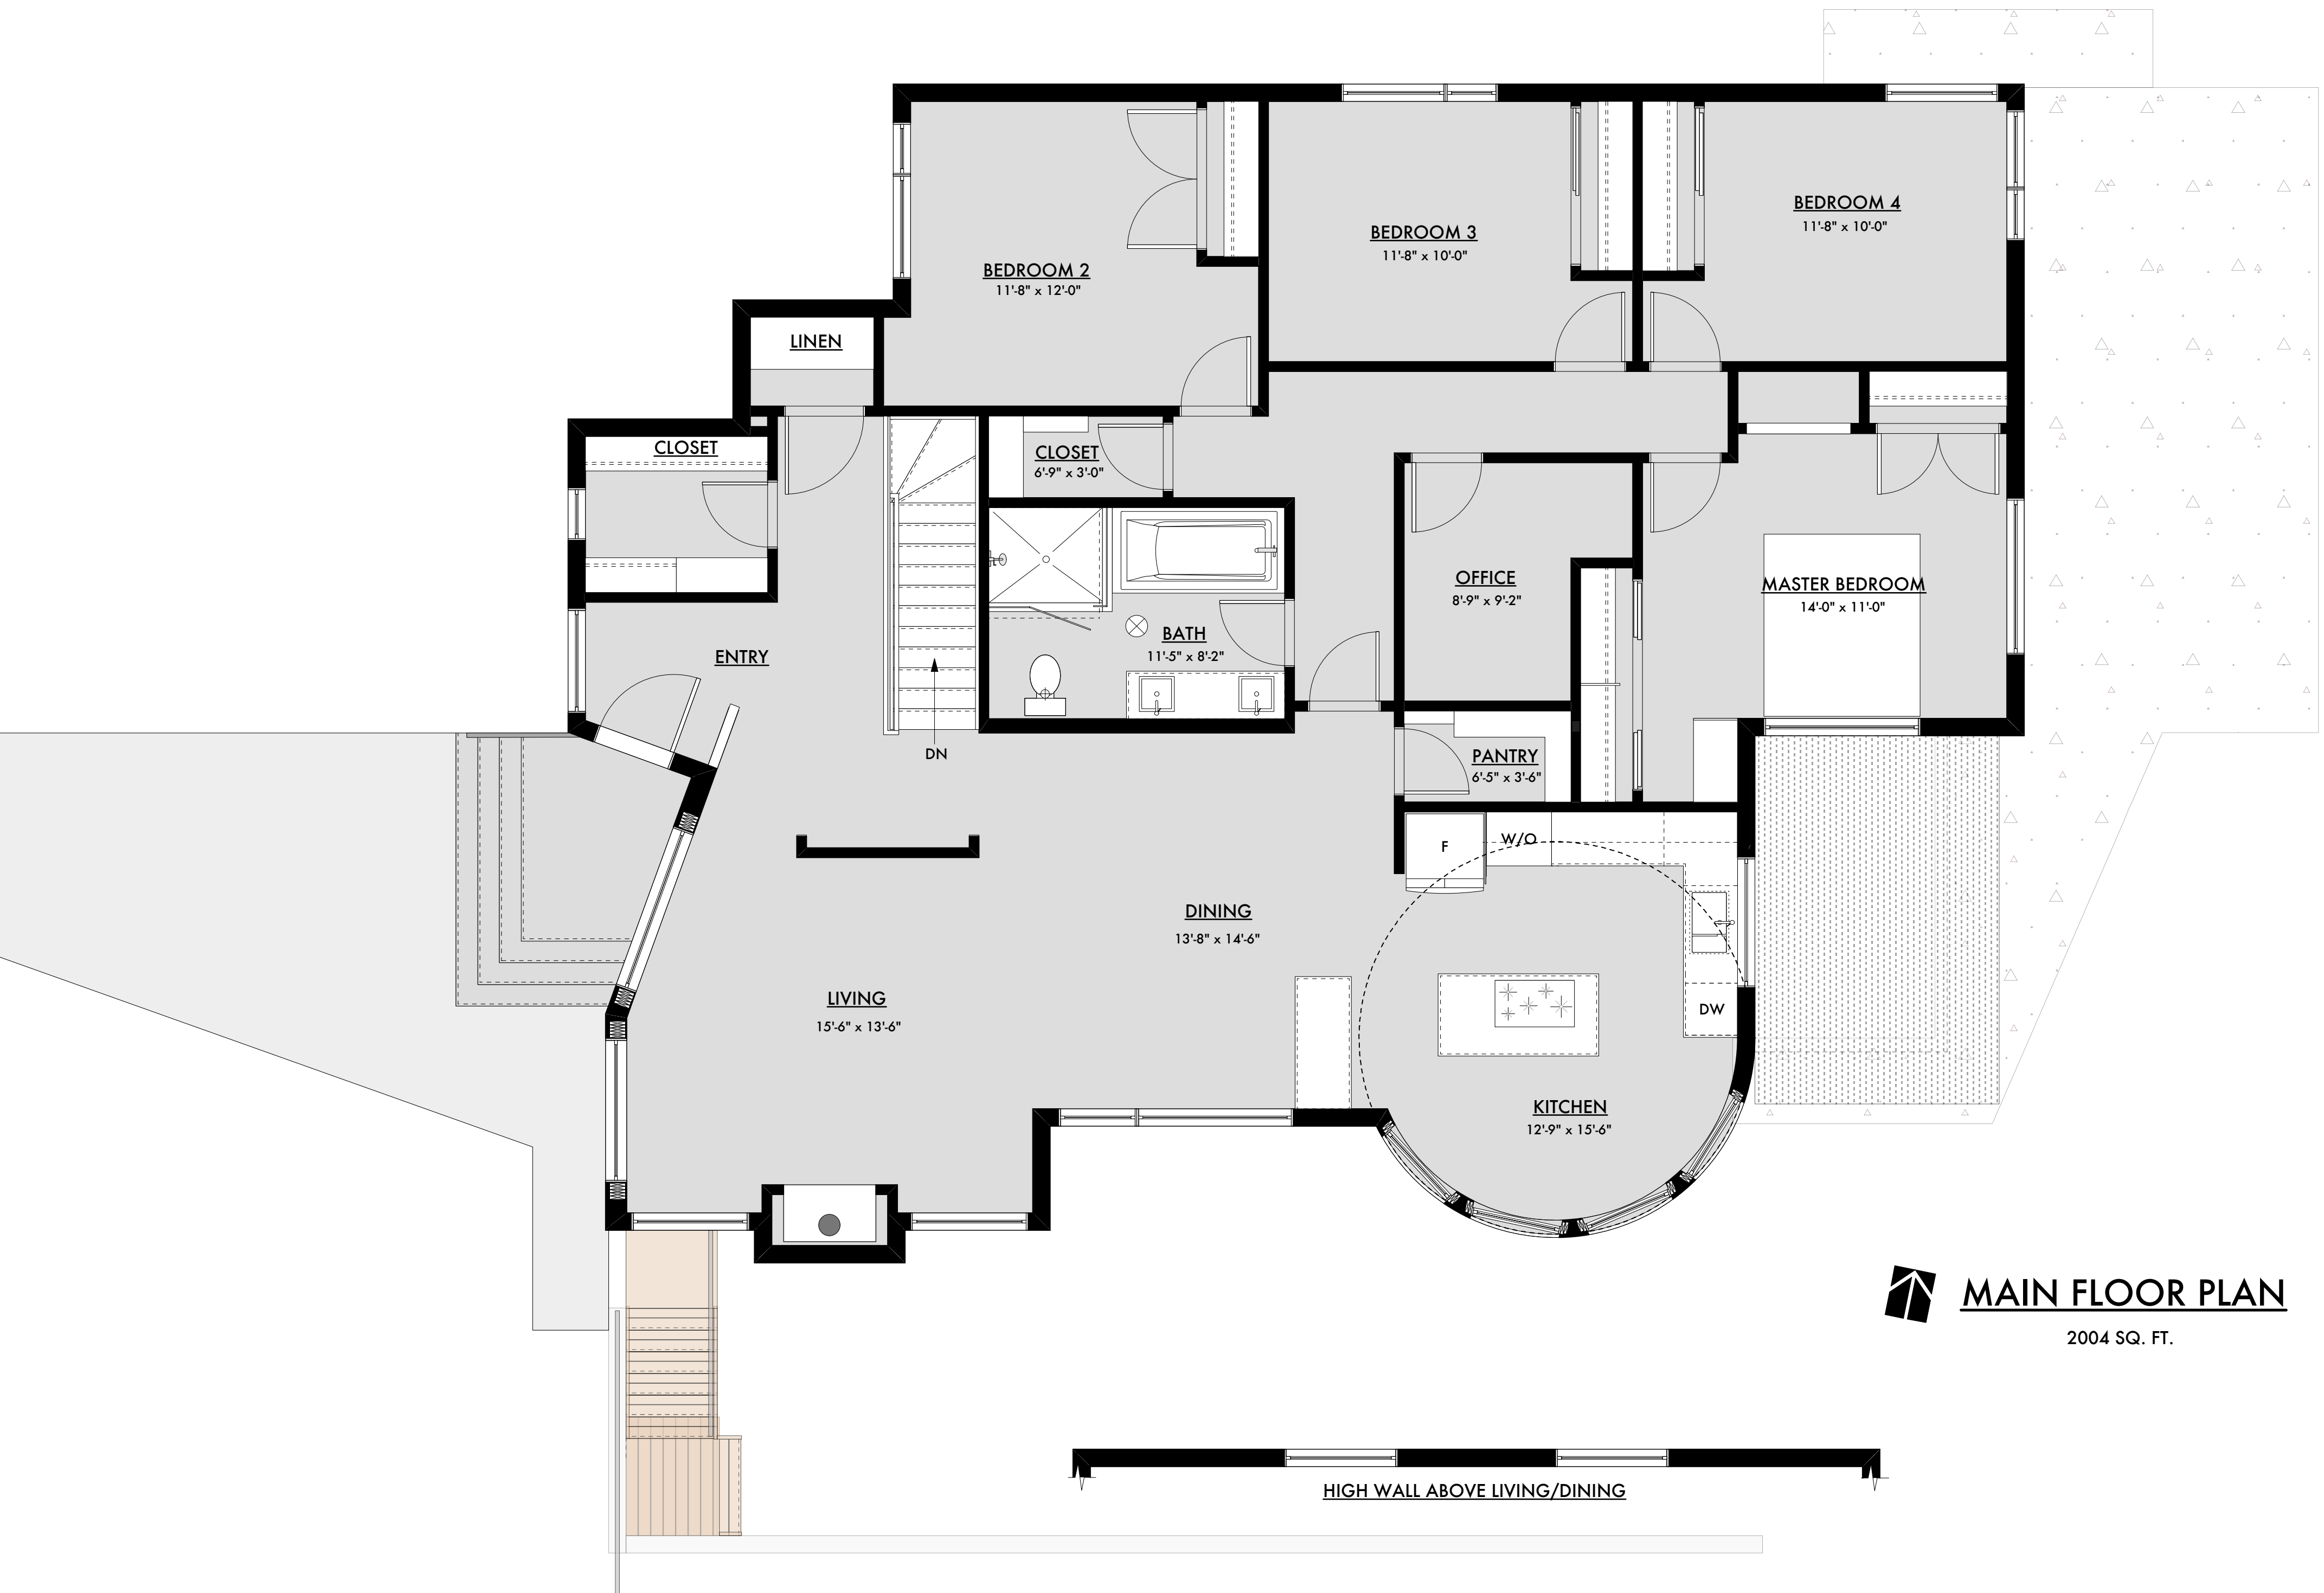 BEDROOM 2
11'-8" x 12'-0"
BEDROOM 3
11'-8" x 10'-0"
BEDROOM 4
11'-8" x 10'-0"
LINEN
CLOSET
CLOSET
6'-9" x 3'-0"
OFFICE
8'-9" x 9'-2"
MASTER BEDROOM
14'-0" x 11'-0"
ENTRY
BATH
11'-5" x 8'-2"
DN
PANTRY
6'-5" x 3'-6"
F
W/O
DINING
13'-8" x 14'-6"
LIVING
15'-6" x 13'-6"
DW
KITCHEN
12'-9" x 15'-6"
MAIN FLOOR PLAN
2004 SQ. FT.
HIGH WALL ABOVE LIVING/DINING